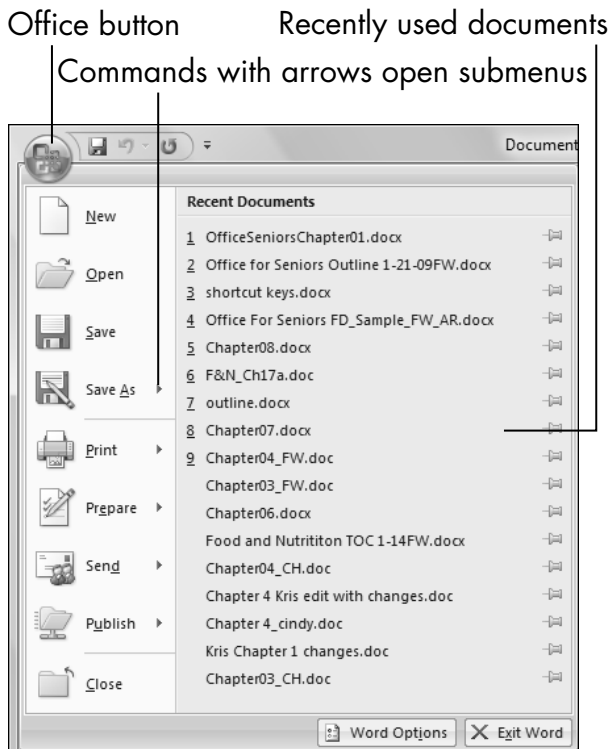 Office button
Recently used documents
Commands with arrows open submenus
Document
New
Open
Save
Save As
Print
Prepare
Send
Publish
Close
Recent Documents
1 OfficeSeniorsChapter01.docx
2 Office for Seniors Outline 1-21-09FW.docx
3 shortcut keys.docx
4 Office For Seniors FD_Sample_FW_AR.docx
5 Chapter08.docx
6 F&N_Ch17a.doc
7 outline.docx
8 Chapter07.docx
9 Chapter04_FW.doc
Chapter03_FW.doc
Chapter06.docx
Food and Nutrititon TOC 1-14FW.docx
Chapter04_CH.doc
Chapter 4 Kris edit with changes.doc
Chapter 4_cindy.doc
Kris Chapter 1 changes.doc
Chapter03_CH.doc
Word Options
Exit Word